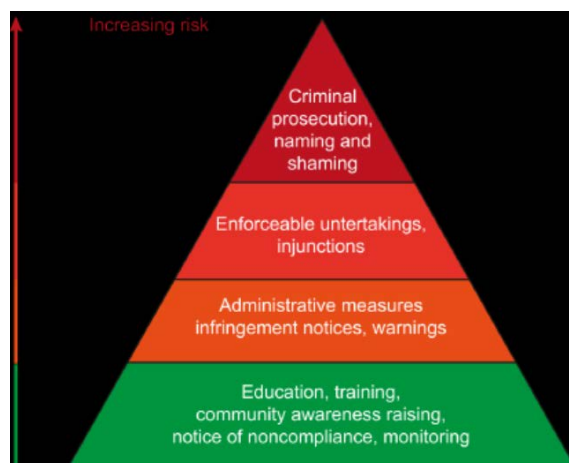 Increasing risk
Criminal
prosecution,
naming and
shaming
Enforceable untertakings,
injunctions
Administrative measures
infringement notices, warnings
Education, training,
community awareness raising,
notice of noncompliance, monitoring